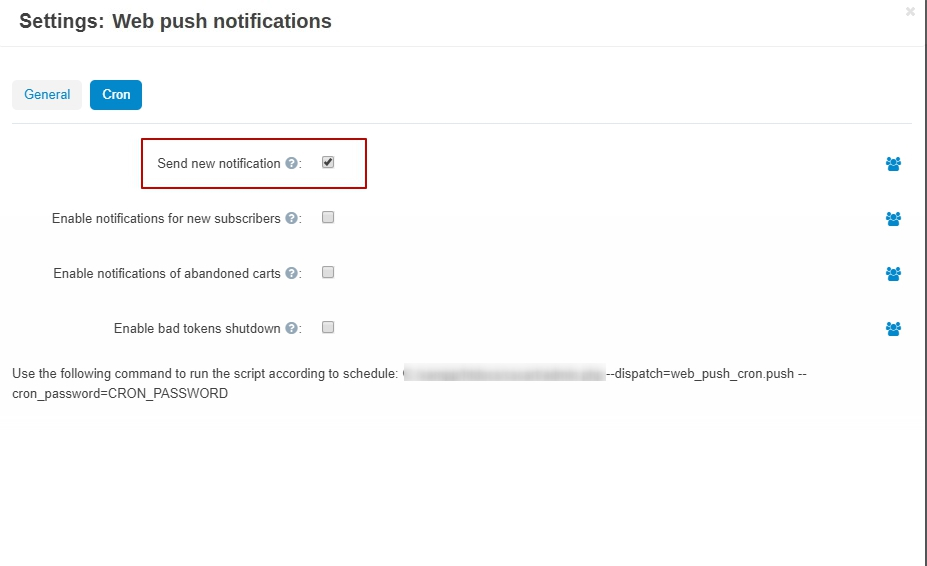 Settings: Web push notifications
General
Cron
Send new notification ?:
Enable notifications for new subscribers ?:
Enable notifications of abandoned carts ?:
Enable bad tokens shutdown ?:
Use the following command to run the script according to schedule: --dispatch=web_push_cron.push --
cron_password=CRON_PASSWORD